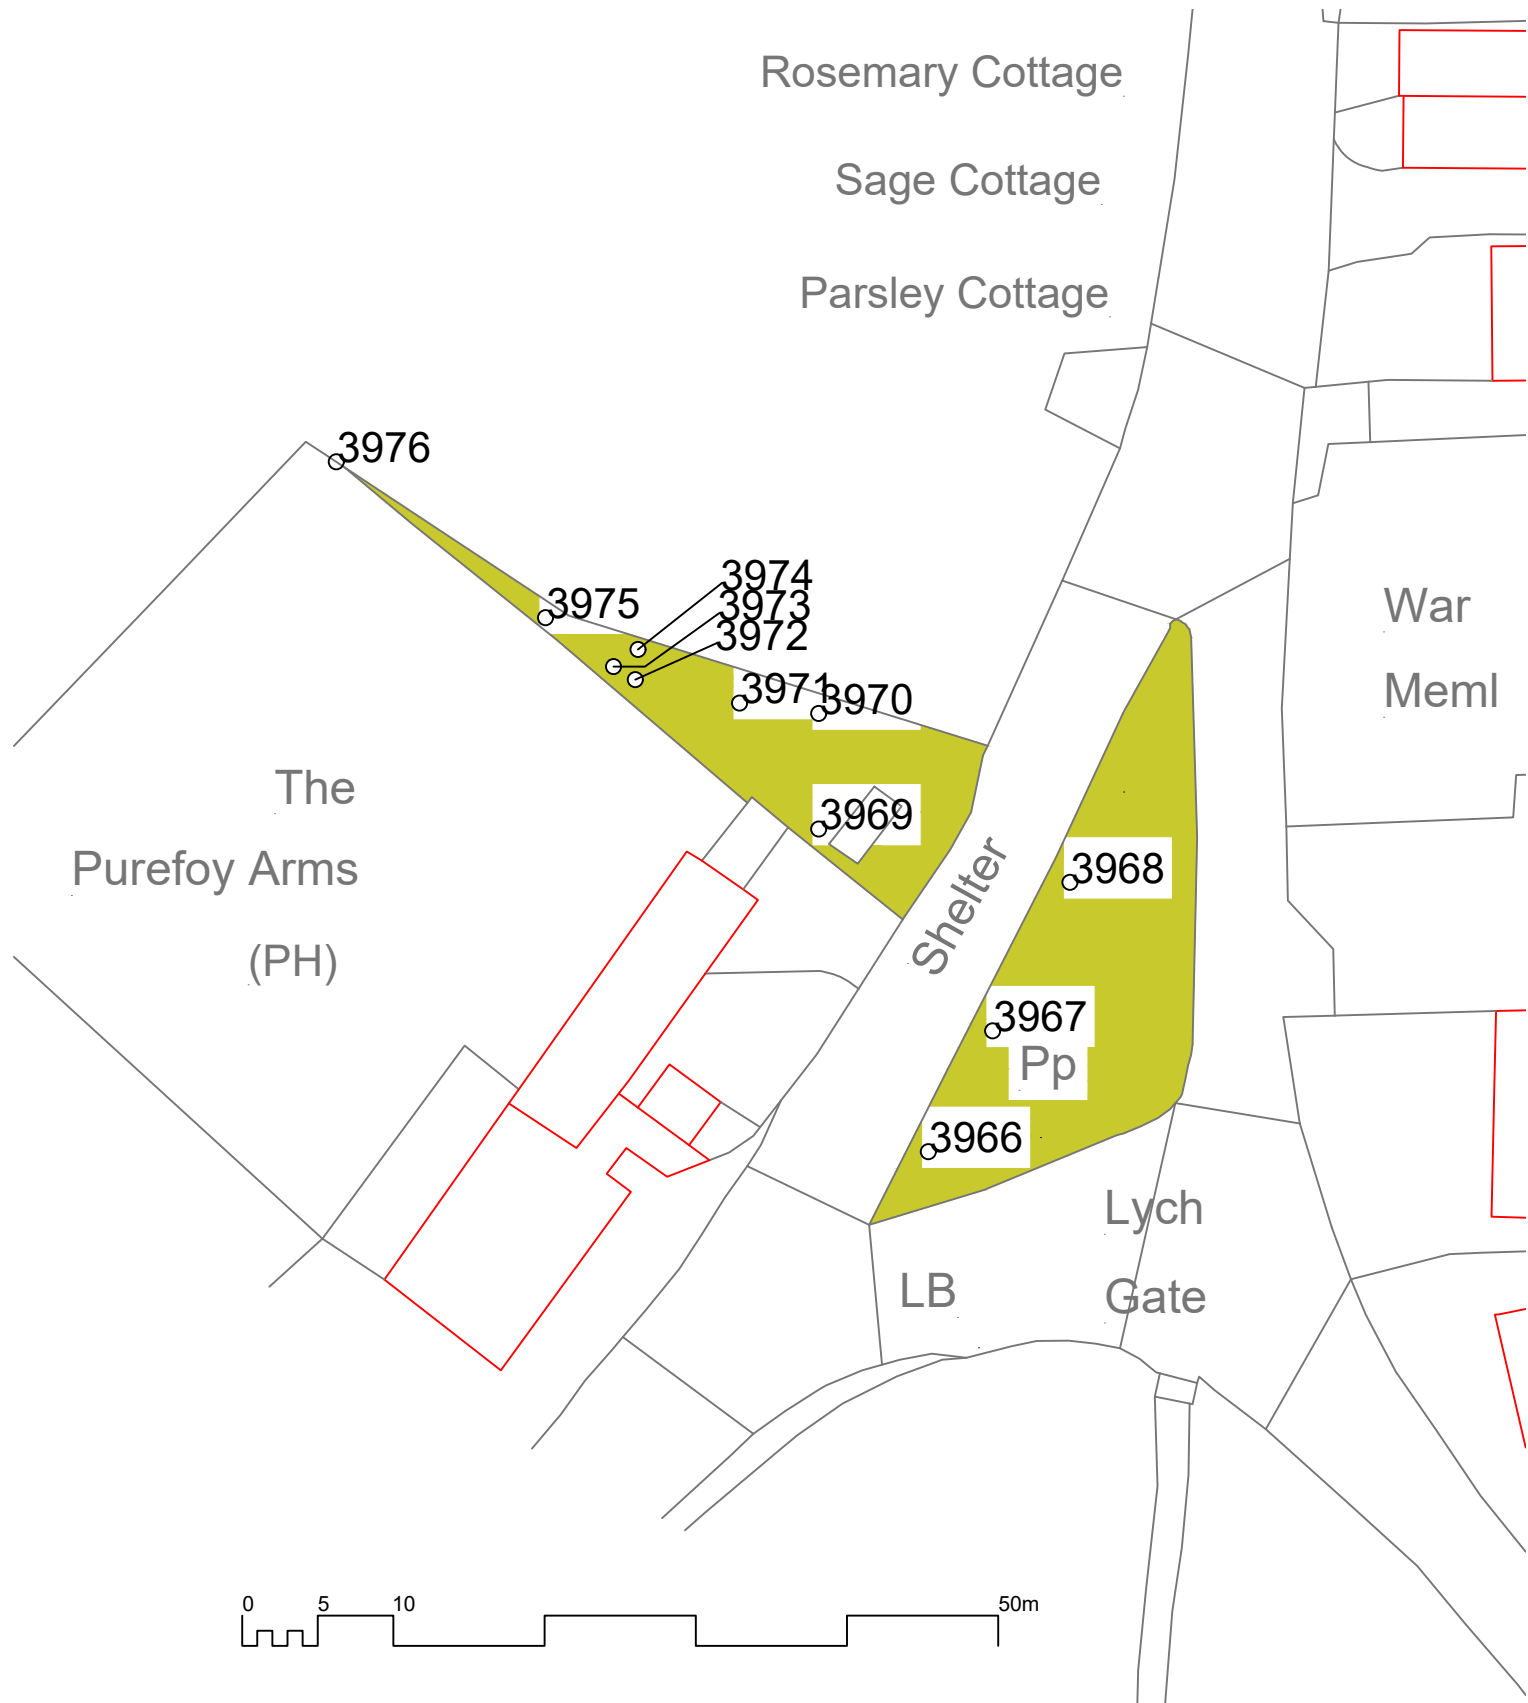 Rosemary Cottage
Sage Cottage
Parsley Cottage
3976
3974
3975
3973
3972
War
3971
3970
Meml
The
3969
Purefoy Arms
3968
Shelter
(PH)
3967
Pp
3966
Lych
LB
Gate
0 5 10 50m